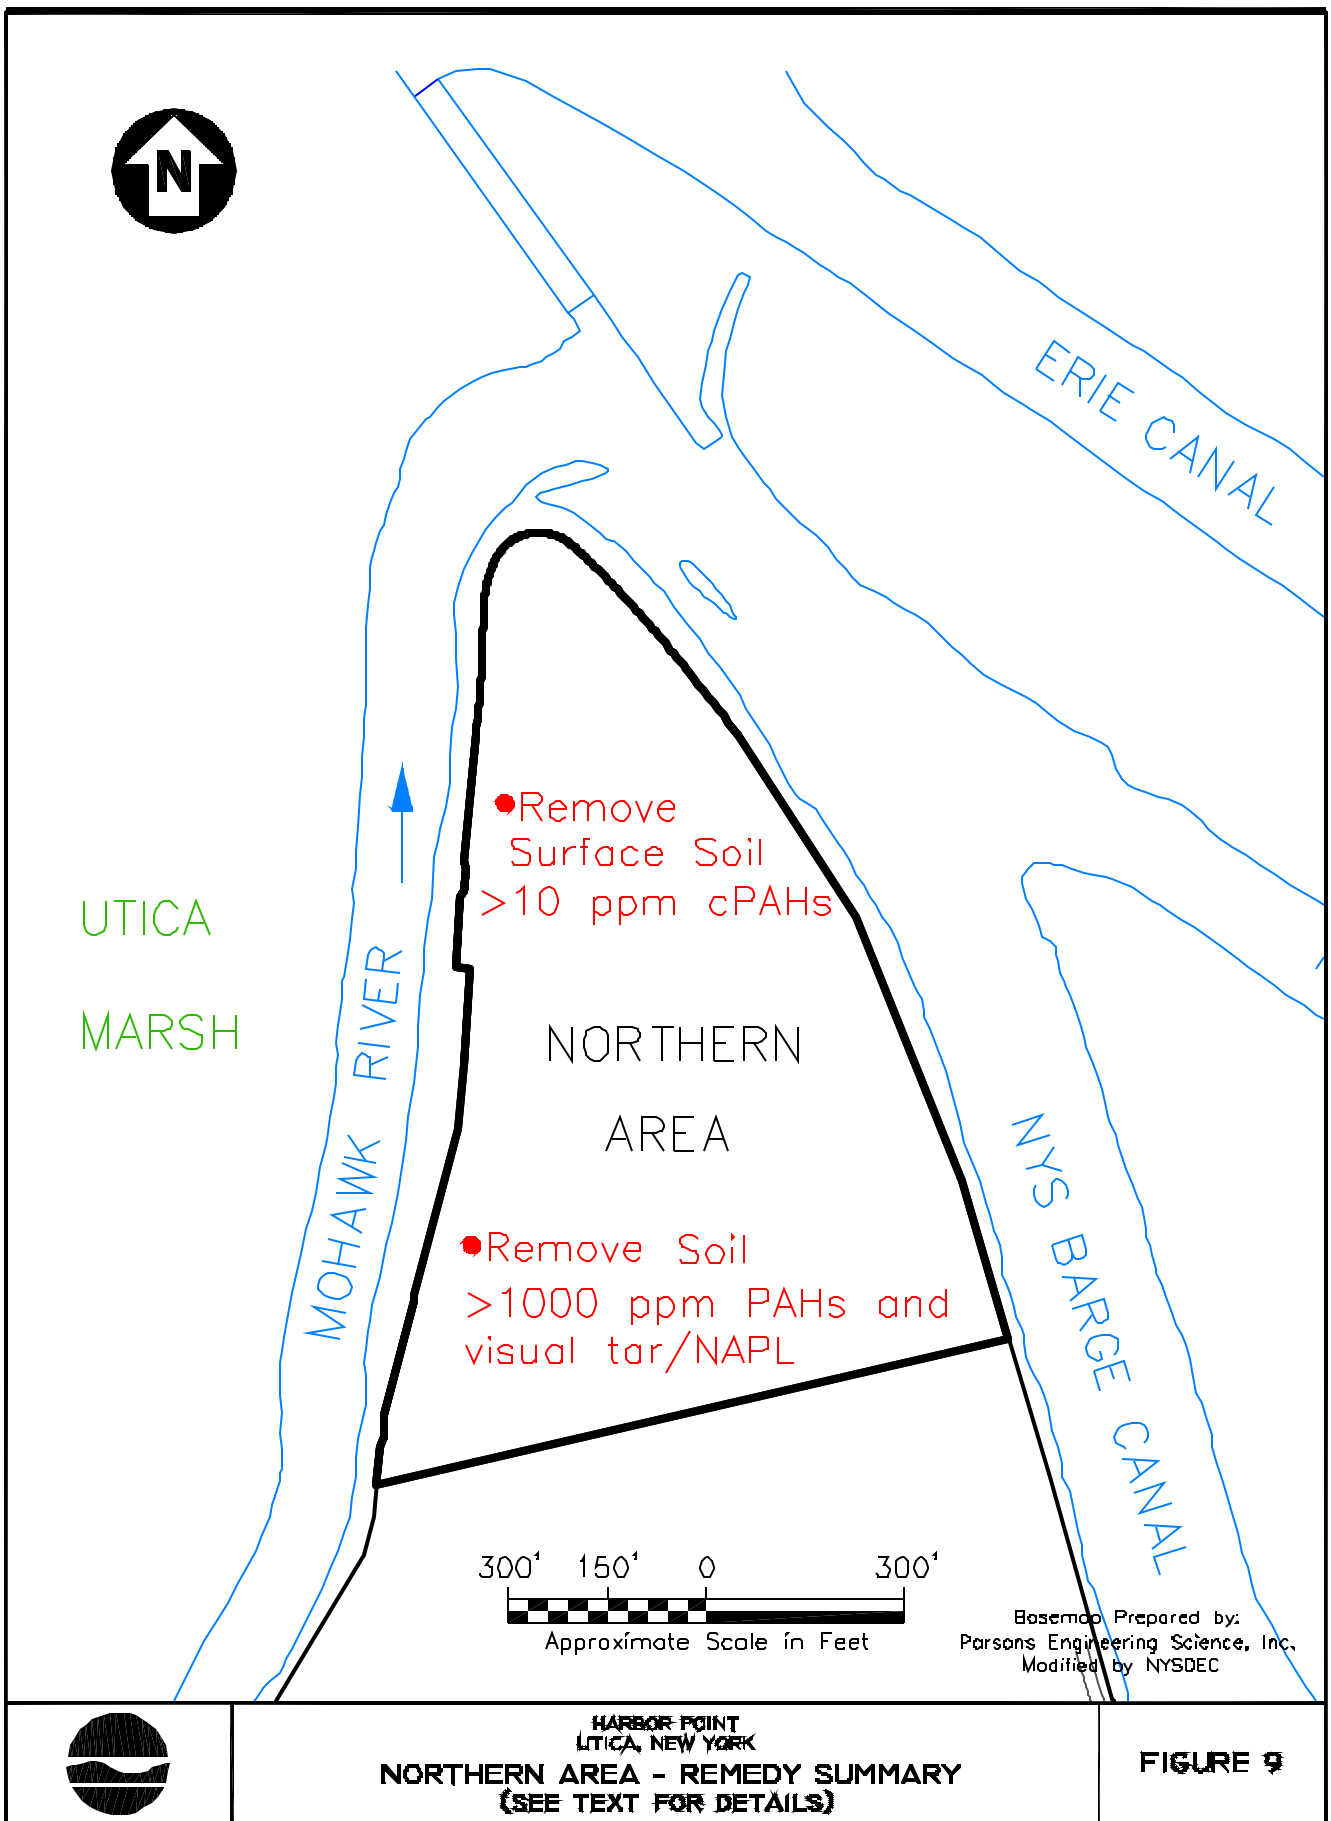 N
ERIE CANAL
Remove
Surface Soil
>10 ppm cPAHs
UTICA
MARSH
MOHAWK RIVER
NORTHERN
AREA
NYS BARGE CANAL
Remove Soil
>1000 ppm PAHs and
visual tar/NAPL
300' 150' 0 300'
Approximate Scale in Feet
Basemap Prepared by:
Parsons Engineering Science, Inc.
Modified by NYSDEC
HARBOR POINT
UTICA, NEW YORK
NORTHERN AREA - REMEDY SUMMARY
(SEE TEXT FOR DETAILS)
FIGURE 9